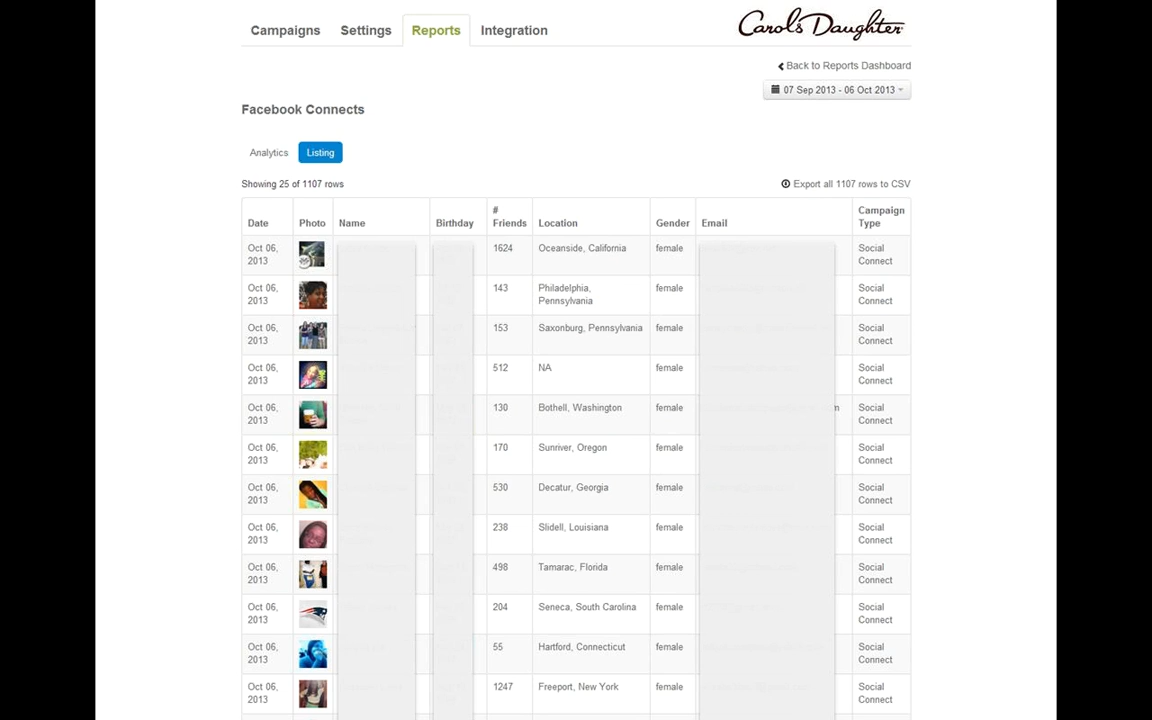 Campaigns Settings Reports Integration Carol's Daughter
Back to Reports Dashboard
07 Sep 2013 - 06 Oct 2013
Facebook Connects
Analytics Listing
Showing 25 of 1107 rows Export all 1107 rows to CSV
Date Photo Name Birthday # Friends Location Gender Email Campaign Type
Oct 06, 2013 1624 Oceanside, California female Social Connect
Oct 06, 2013 143 Philadelphia, Pennsylvania female Social Connect
Oct 06, 2013 153 Saxonburg, Pennsylvania female Social Connect
Oct 06, 2013 512 NA female Social Connect
Oct 06, 2013 130 Bothell, Washington female m Social Connect
Oct 06, 2013 170 Sunriver, Oregon female Social Connect
Oct 06, 2013 530 Decatur, Georgia female Social Connect
Oct 06, 2013 238 Slidell, Louisiana female Social Connect
Oct 06, 2013 498 Tamarac, Florida female Social Connect
Oct 06, 2013 204 Seneca, South Carolina female Social Connect
Oct 06, 2013 55 Hartford, Connecticut female Social Connect
Oct 06, 2013 1247 Freeport, New York female Social Connect